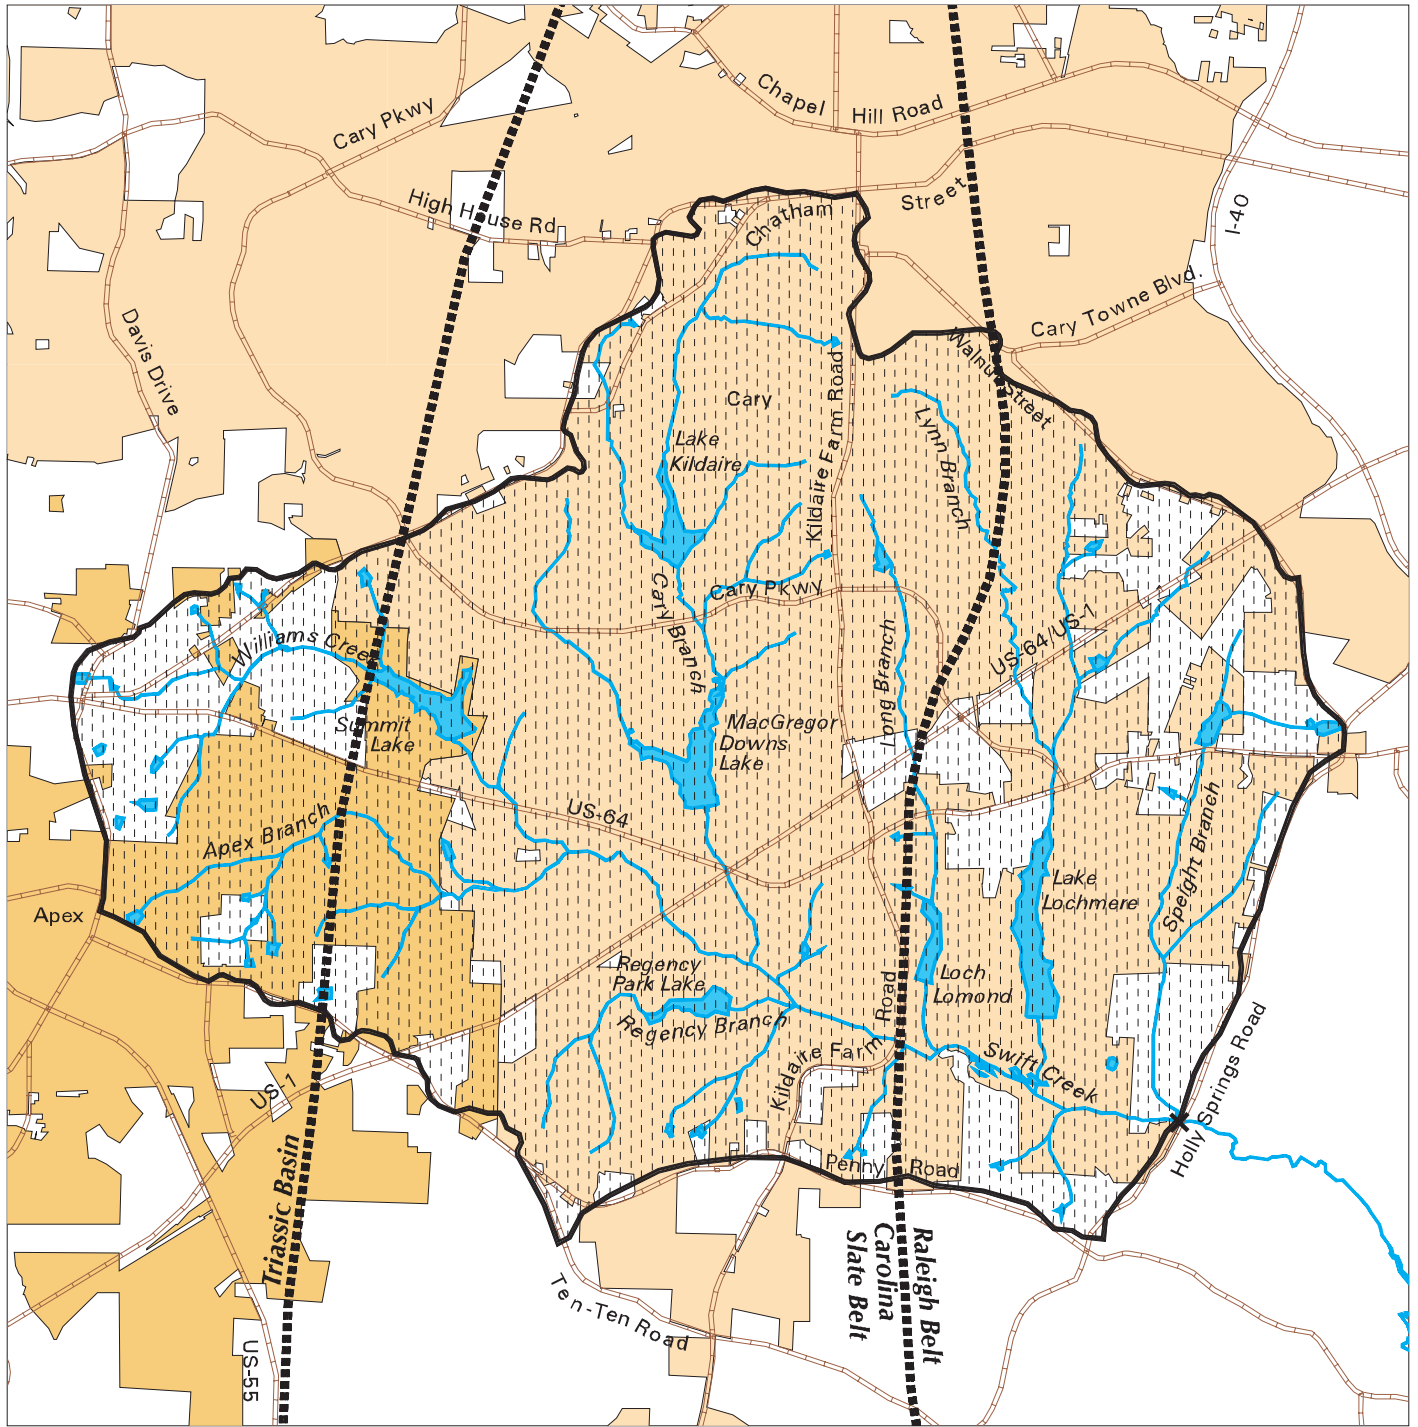 Chapel
Hill Road
Cary Pkwy
High House Rd
Street
Chatham
I-40
Cary Towne Blvd.
Davis Drive
Walnut Street
Cary
Kildaire Farm Road
Lynn Branch
Lake
Kildaire
Cary Pkwy
Cary Branch
Long Branch
US-64/US-1
Williams Creek
Summit
Lake
MacGregor
Downs
Lake
US-64
Apex Branch
Speight Branch
Lake
Lochmere
Apex
Regency
Park Lake
Loch
Lomond
Regency Branch
Kildaire Farm
Road
Swift Creek
Holly Springs Road
US-1
Penny Road
Triassic Basin
Carolina
Slate Belt
Raleigh Belt
Ten-Ten Road
US-55